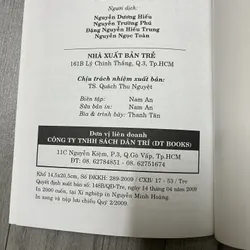 Người dịch:
Nguyễn Dương Hiếu
Nguyễn Trường Phú
Đặng Nguyễn Hiếu Trung
Nguyễn Ngọc Toàn
NHÀ XUẤT BẢN TRẺ
161B Lý Chính Thắng, Q.3, Tp.HCM
Chịu trách nhiệm xuất bản:
TS. Quách Thu Nguyệt
Biên tập: Nam An
Sửa bản in: Nam An
Bìa & trình bày: Thanh Tân
Đơn vị liên doanh
CÔNG TY TNHH SÁCH DÂN TRÍ (DT BOOKS)
11C Nguyễn Kiệm, P.3, Q.Gò Vấp, Tp.HCM
ĐT: 08. 62784851 - 08. 62751674
Khổ 14,5x20,5cm, Số ĐKKH: 289-2009 / CXB / 17 - 53 / Tre
Quyết định xuất bản số: 148B/QĐ-Tre, ngày 14 tháng 04 năm 2009
In 2000 cuốn, tại Xí nghiệp in Nguyễn Minh Hoàng
In xong và nộp lưu chiểu Quý 2/2009.